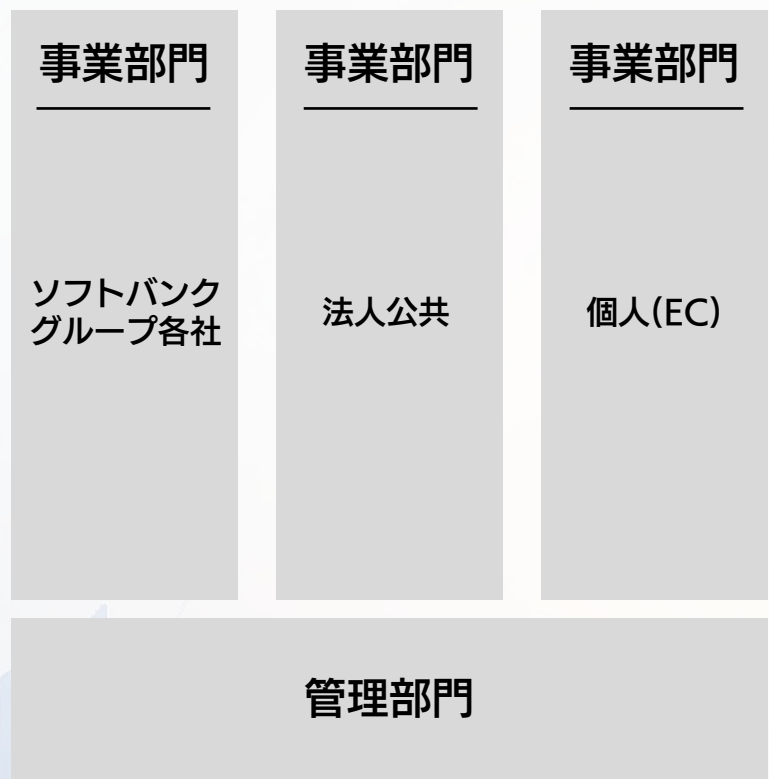 事業部門
ソフトバンク
グループ各社
事業部門
法人公共
事業部門
個人(EC)
管理部門